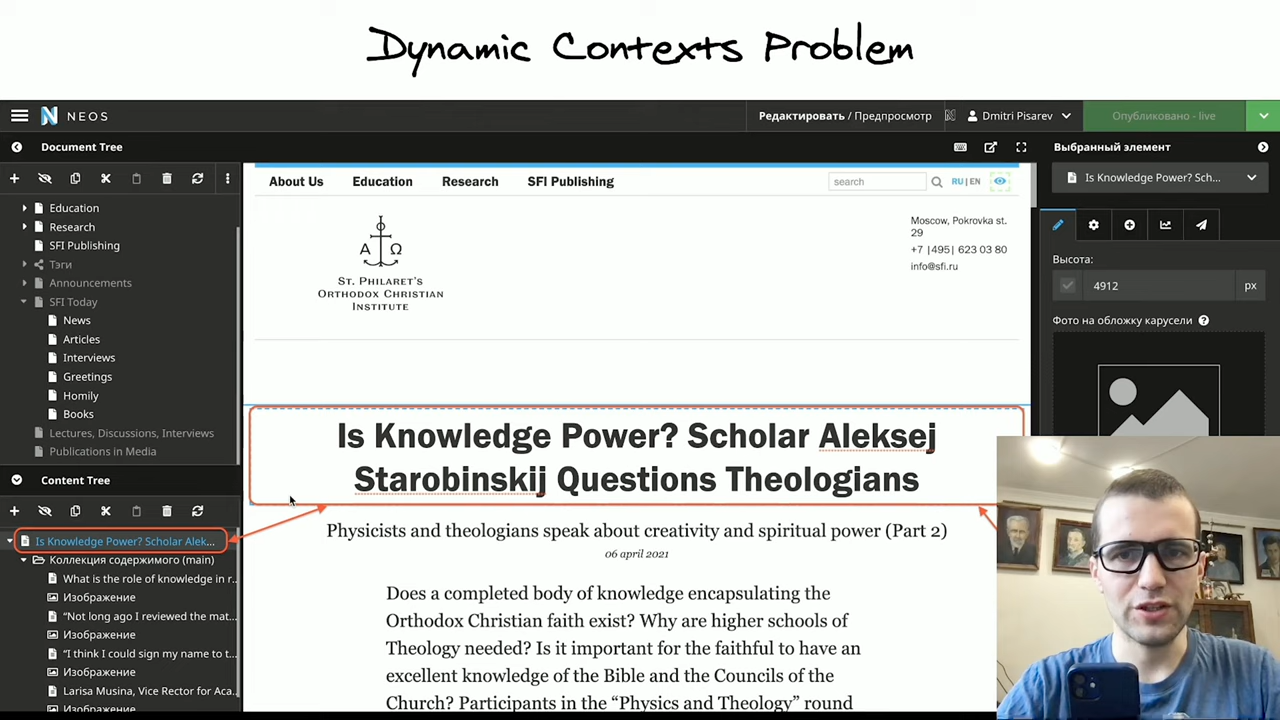 Dynamic Contexts Problem
NEOS
Редактировать / Предпросмотр
Dmitri Pisarev
Опубликовано - live
Document Tree
Выбранный элемент
Education
Research
SFI Publishing
Тэги
Announcements
SFI Today
News
Articles
Interviews
Greetings
Homily
Books
Lectures, Discussions, Interviews
Publications in Media
Content Tree
Is Knowledge Power? Scholar Alek...
Коллекция содержимого (main)
What is the role of knowledge in r...
Изображение
“Not long ago I reviewed the mat...
Изображение
“I think I could sign my name to t...
Изображение
Larisa Musina, Vice Rector for Aca...
Изображение
About Us Education Research SFI Publishing
search
RU | EN
Α Ω
ST. PHILARET'S
ORTHODOX CHRISTIAN
INSTITUTE
Moscow, Pokrovka st.
29
+7 |495| 623 03 80
info@sfi.ru
Is Knowledge Power? Scholar Aleksej
Starobinskij Questions Theologians
Physicists and theologians speak about creativity and spiritual power (Part 2)
06 april 2021
Does a completed body of knowledge encapsulating the
Orthodox Christian faith exist? Why are higher schools of
Theology needed? Is it important for the faithful to have an
excellent knowledge of the Bible and the Councils of the
Church? Participants in the “Physics and Theology” round
Is Knowledge Power? Sch...
Высота:
4912 px
Фото на обложку карусели